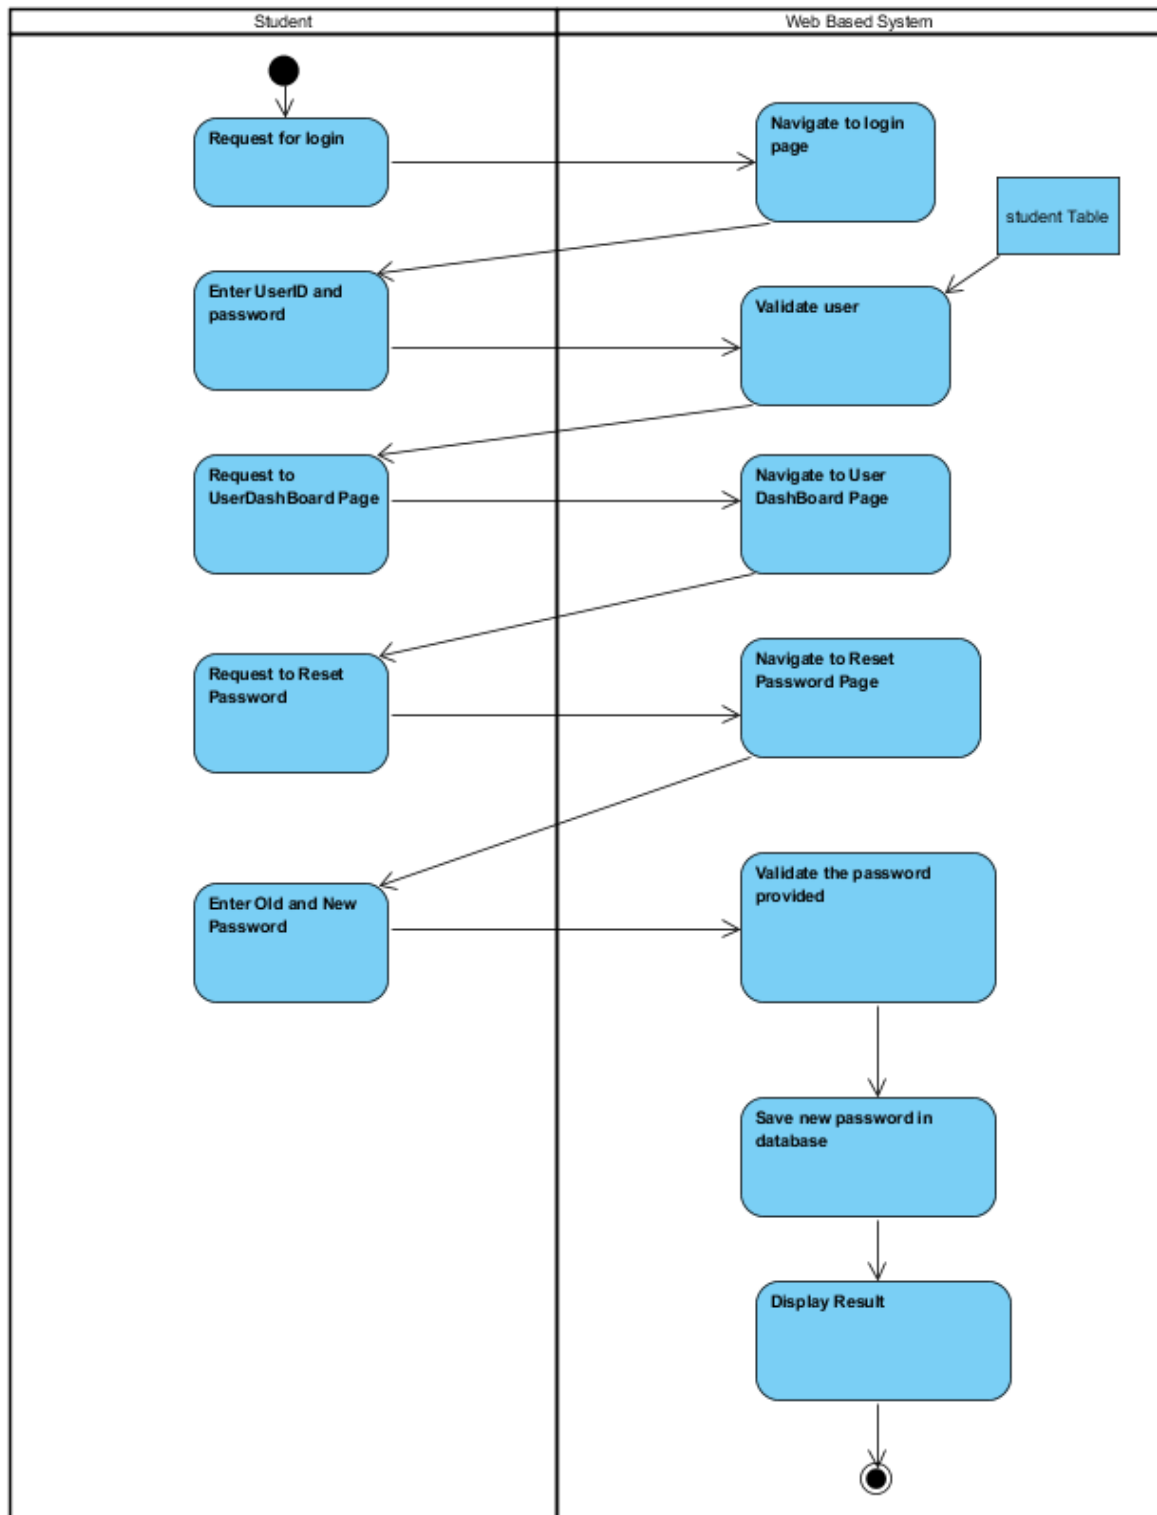 Student
Web Based System
Request for login
Navigate to login
page
student Table
Enter UserID and
password
Validate user
Request to
UserDashBoard Page
Navigate to User
DashBoard Page
Request to Reset
Password
Navigate to Reset
Password Page
Enter Old and New
Password
Validate the password
provided
Save new password in
database
Display Result